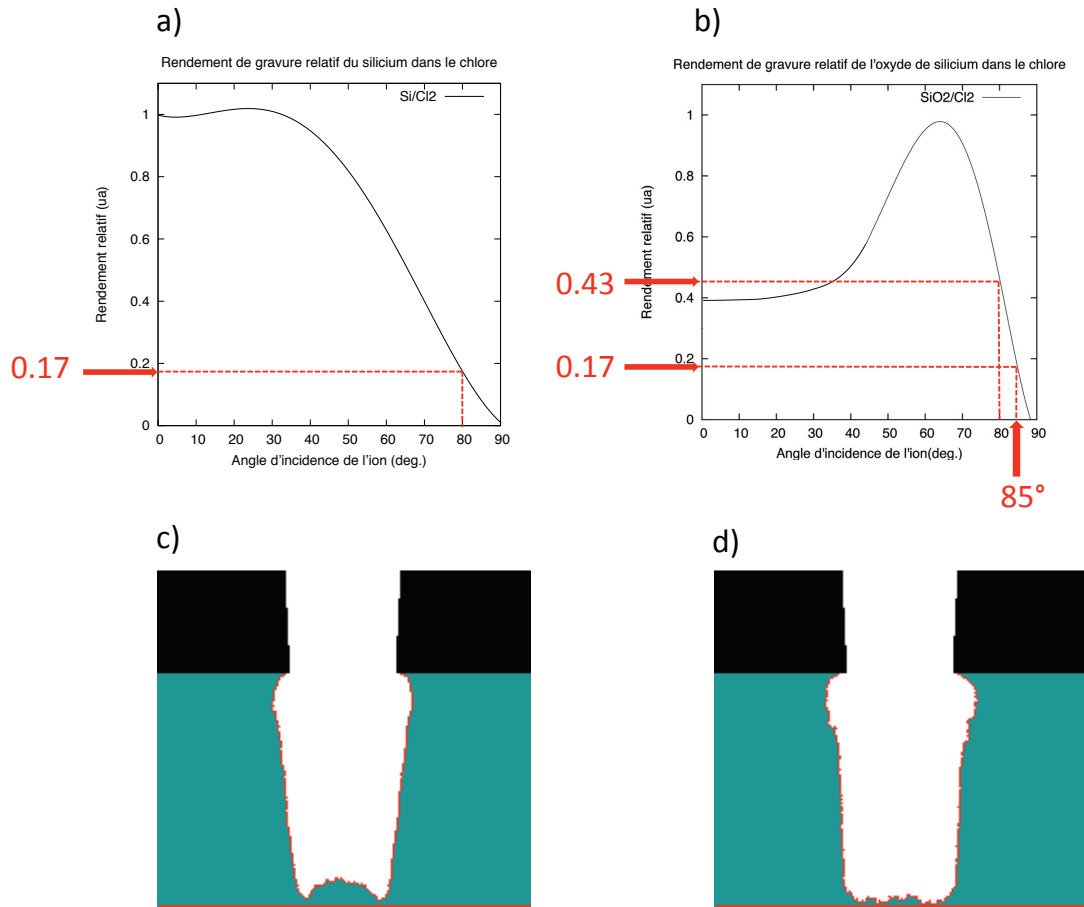 a)
Rendement de gravure relatif du silicium dans le chlore
Si/Cl2
Rendement relatif (ua)
1
0.8
0.6
0.4
0.2
0
0.17
0 10 20 30 40 50 60 70 80 90
Angle d'incidence de l'ion (deg.)
b)
Rendement de gravure relatif de l'oxyde de silicium dans le chlore
SiO2/Cl2
Rendement relatif (ua)
1
0.8
0.6
0.4
0.2
0
0.43
0.17
0 10 20 30 40 50 60 70 80 90
Angle d'incidence de l'ion(deg.)
85°
c)
d)